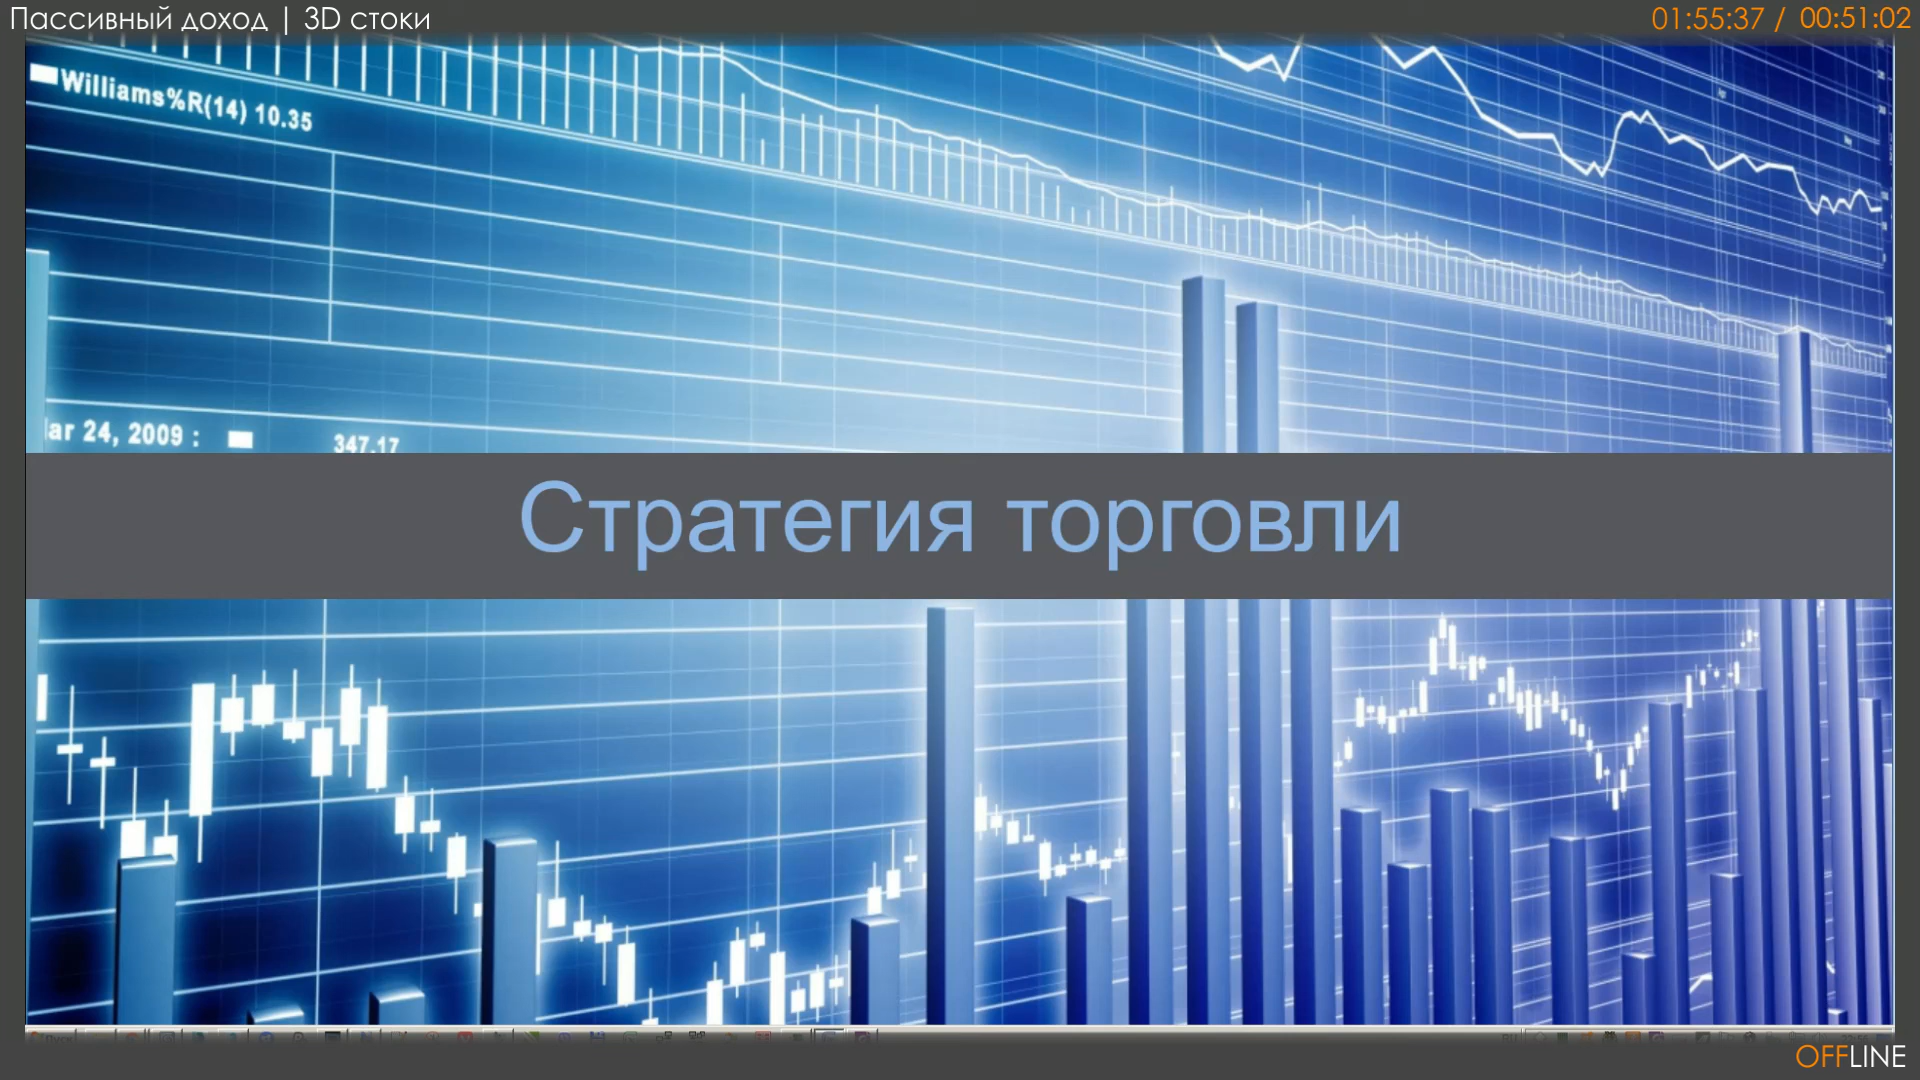 Пассивный доход | 3D стоки
01:55:37 / 00:51:02
Williams%R(14) 10.35
ar 24, 2009 :
347.17
Стратегия торговли
OFFLINE